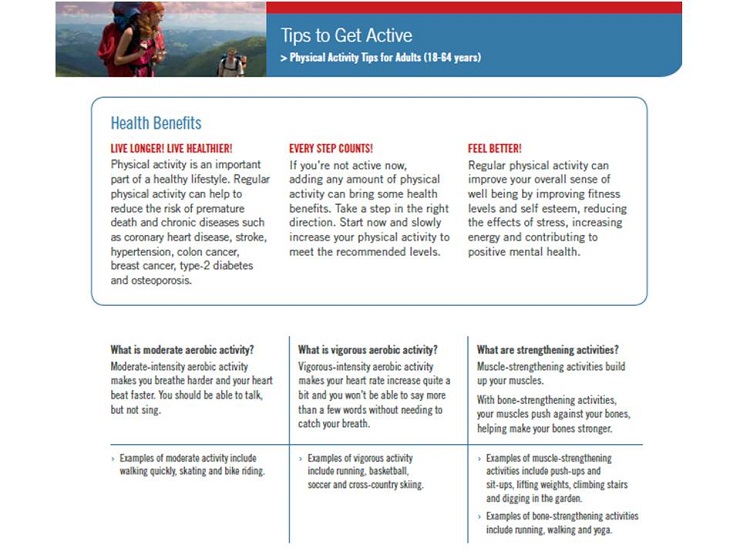 Tips to Get Active
> Physical Activity Tips for Adults (18-64 years)
Health Benefits
LIVE LONGER! LIVE HEALTHIER!
Physical activity is an important
part of a healthy lifestyle. Regular
physical activity can help to
reduce the risk of premature
death and chronic diseases such
as coronary heart disease, stroke,
hypertension, colon cancer,
breast cancer, type-2 diabetes
and osteoporosis.
EVERY STEP COUNTS!
If you're not active now,
adding any amount of physical
activity can bring some health
benefits. Take a step in the right
direction. Start now and slowly
increase your physical activity to
meet the recommended levels.
FEEL BETTER!
Regular physical activity can
improve your overall sense of
well being by improving fitness
levels and self esteem, reducing
the effects of stress, increasing
energy and contributing to
positive mental health.
What is moderate aerobic activity?
Moderate-intensity aerobic activity
makes you breathe harder and your heart
beat faster. You should be able to talk,
but not sing.
› Examples of moderate activity include
walking quickly, skating and bike riding.
What is vigorous aerobic activity?
Vigorous-intensity aerobic activity
makes your heart rate increase quite a
bit and you won't be able to say more
than a few words without needing to
catch your breath.
› Examples of vigorous activity
include running, basketball,
soccer and cross-country skiing.
What are strengthening activities?
Muscle-strengthening activities build
up your muscles.
With bone-strengthening activities,
your muscles push against your bones,
helping make your bones stronger.
› Examples of muscle-strengthening
activities include push-ups and
sit-ups, lifting weights, climbing stairs
and digging in the garden.
› Examples of bone-strengthening activities
include running, walking and yoga.